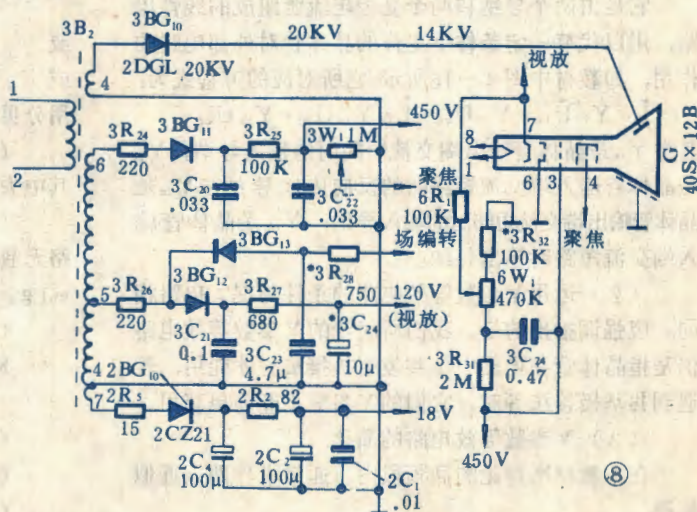 3BG₁₀
20KV
14KV
3B₂
2DGL 20KV
视放
4
1
450V
7
3R₂₄
3BG₁₁
3R₂₅
3W₁ 1M
8
6
220
100K
1
2
聚焦
6
3
4
G
40SX12B
3C₂₀
.033
3C₂₂
.033
6R₁
100K
场编转
*3R₃₂
100K
聚焦
3BG₁₃
3R₂₆
3BG₁₂
3R₂₇
*3R₂₈
750
120V
(视放)
6W₁
470K
5
220
680
3C₂₁
0.1
3C₂₃
4.7μ
*3C₂₄
10μ
3R₃₁
2M
3C₂₄
0.47
4
2BG₁₀
7
2R₅
2R₃ 82
18V
15
2CZ21
450V
⑧
2C₄
100μ
2C₂
100μ
2C₁
.01